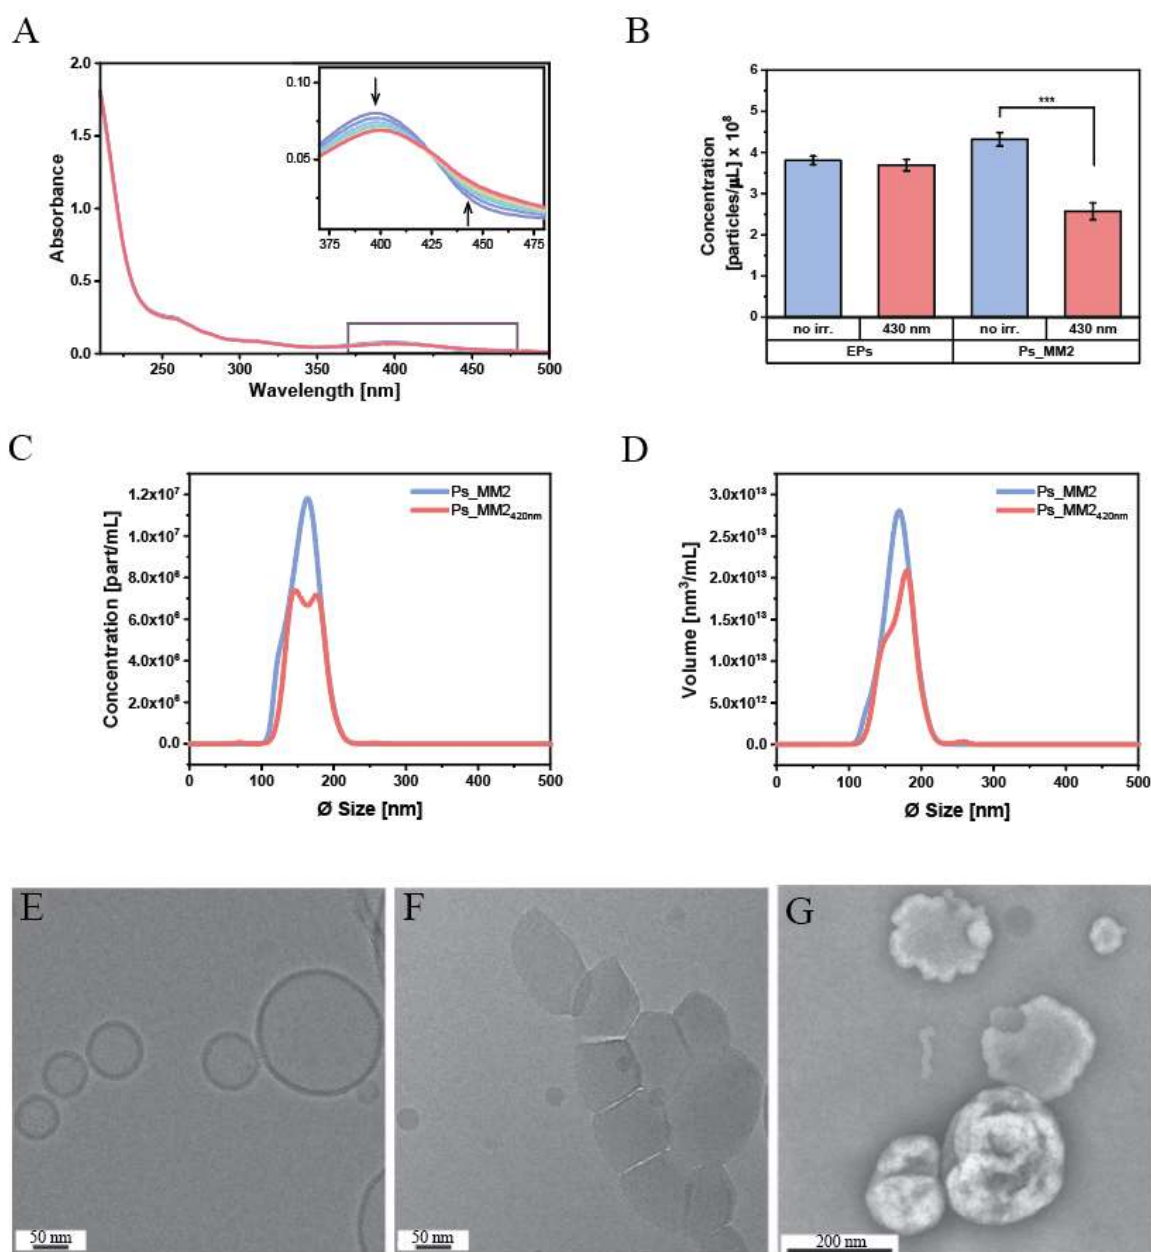 A
2.0
1.5
1.0
0.5
0.0
Absorbance
250 300 350 400 450 500
Wavelength [nm]
0.10
0.05
375 400 425 450 475
B
6
5
4
3
2
6
0
Concentration
[particles/µL] x 10⁸
***
no irr. 430 nm no irr. 430 nm
EPs Ps_MM2
C
1.2x10⁷
1.0x10⁷
8.0x10⁶
6.0x10⁶
4.0x10⁶
2.0x10⁶
0.0
Concentration [part/mL]
Ps_MM2
Ps_MM2₄₂₀ₙₘ
0 100 200 300 400 500
Ø Size [nm]
D
3.0x10¹³
2.5x10¹³
2.0x10¹³
1.5x10¹³
1.0x10¹³
5.0x10¹²
0.0
Volume [nm³/mL]
Ps_MM2
Ps_MM2₄₂₀ₙₘ
0 100 200 300 400 500
Ø Size [nm]
E
50 nm
F
50 nm
G
200 nm